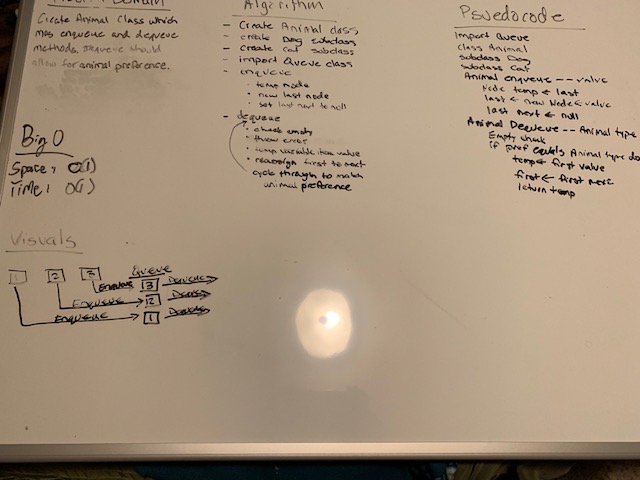 Problem Domain
Create Animal Class which
has enqueue and dequeue
methods. Dequeue should
allow for animal preference.
Big O
Space: O(1)
Time: O(1)
Visuals
1 2 3
Queue
Enqueue 3 Dequeue
Enqueue 2 Dequeue
Enqueue 1 Dequeue
Algorithm
- Create Animal class
- create Dog subclass
- create Cat subclass
- import Queue class
- enqueue
• temp node
• new last node
• set last next to null
- dequeue
• check empty
• throw error
• temp variable item value
• reassign first to next
cycle through to match
animal preference
Psuedocode
import Queue
class Animal
subclass Dog
subclass Cat
Animal enqueue -- value
Node temp ← last
last ← new Node ← value
last next ← null
Animal Dequeue -- Animal type
Empty check
if pref equals Animal type do
temp ← first value
first ← first next
return temp